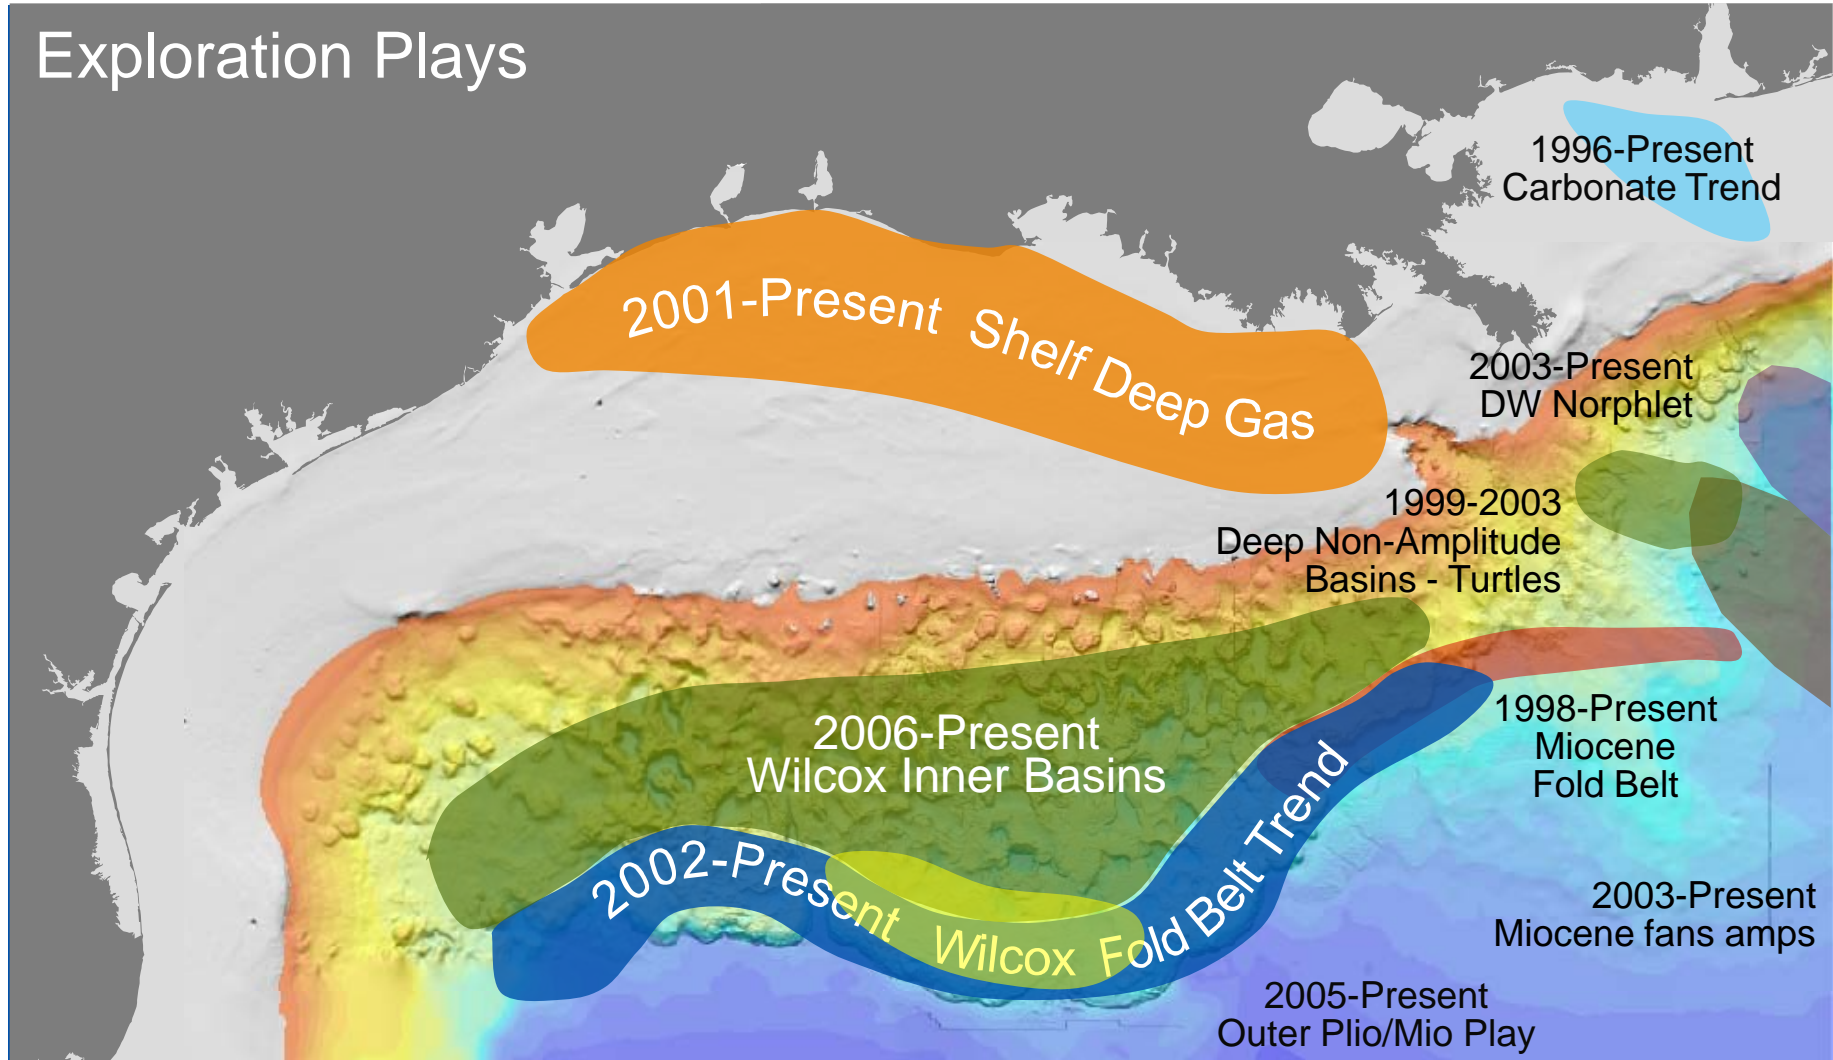 Exploration Plays
1996-Present
Carbonate Trend
2001-Present Shelf Deep Gas
2003-Present
DW Norphlet
1999-2003
Deep Non-Amplitude
Basins - Turtles
2006-Present
Wilcox Inner Basins
1998-Present
Miocene
Fold Belt
2002-Present Wilcox Fold Belt Trend
2003-Present
Miocene fans amps
2005-Present
Outer Plio/Mio Play